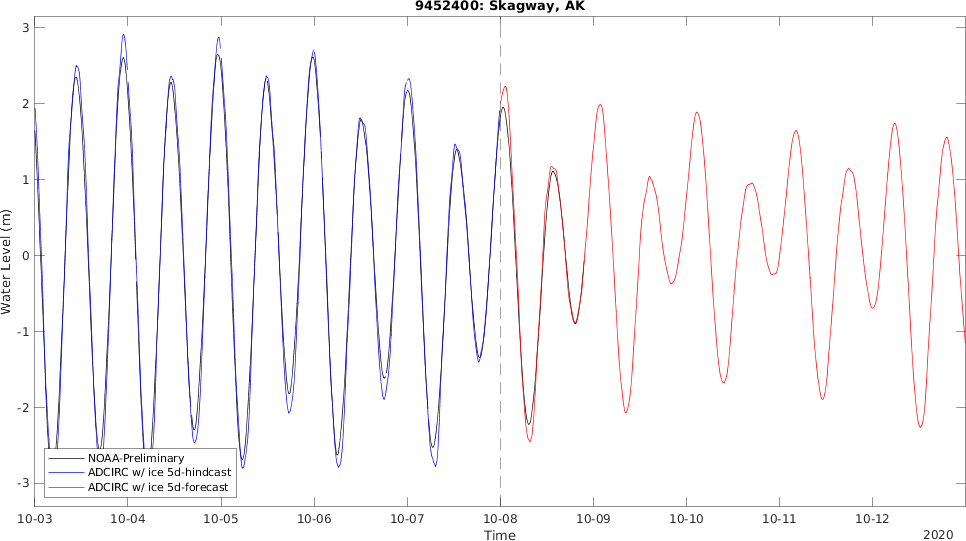 9452400: Skagway, AK
3
2
1
0
-1
-2
-3
Water Level (m)
NOAA-Preliminary
ADCIRC w/ ice 5d-hindcast
ADCIRC w/ ice 5d-forecast
10-03 10-04 10-05 10-06 10-07 10-08 10-09 10-10 10-11 10-12
Time
2020